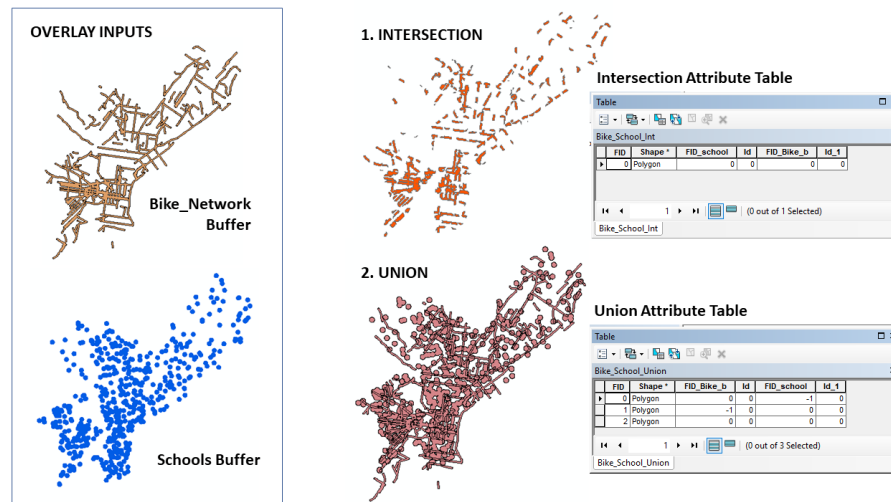 OVERLAY INPUTS
Bike_Network
Buffer
Schools Buffer
1. INTERSECTION
Intersection Attribute Table
Table
Bike_School_Int
FID Shape * FID_school Id FID_Bike_b Id_1
0 Polygon 0 0 0 0
1 (0 out of 1 Selected)
Bike_School_Int
2. UNION
Union Attribute Table
Table
Bike_School_Union
FID Shape * FID_Bike_b Id FID_school Id_1
0 Polygon 0 0 -1 0
1 Polygon -1 0 0 0
2 Polygon 0 0 0 0
1 (0 out of 3 Selected)
Bike_School_Union